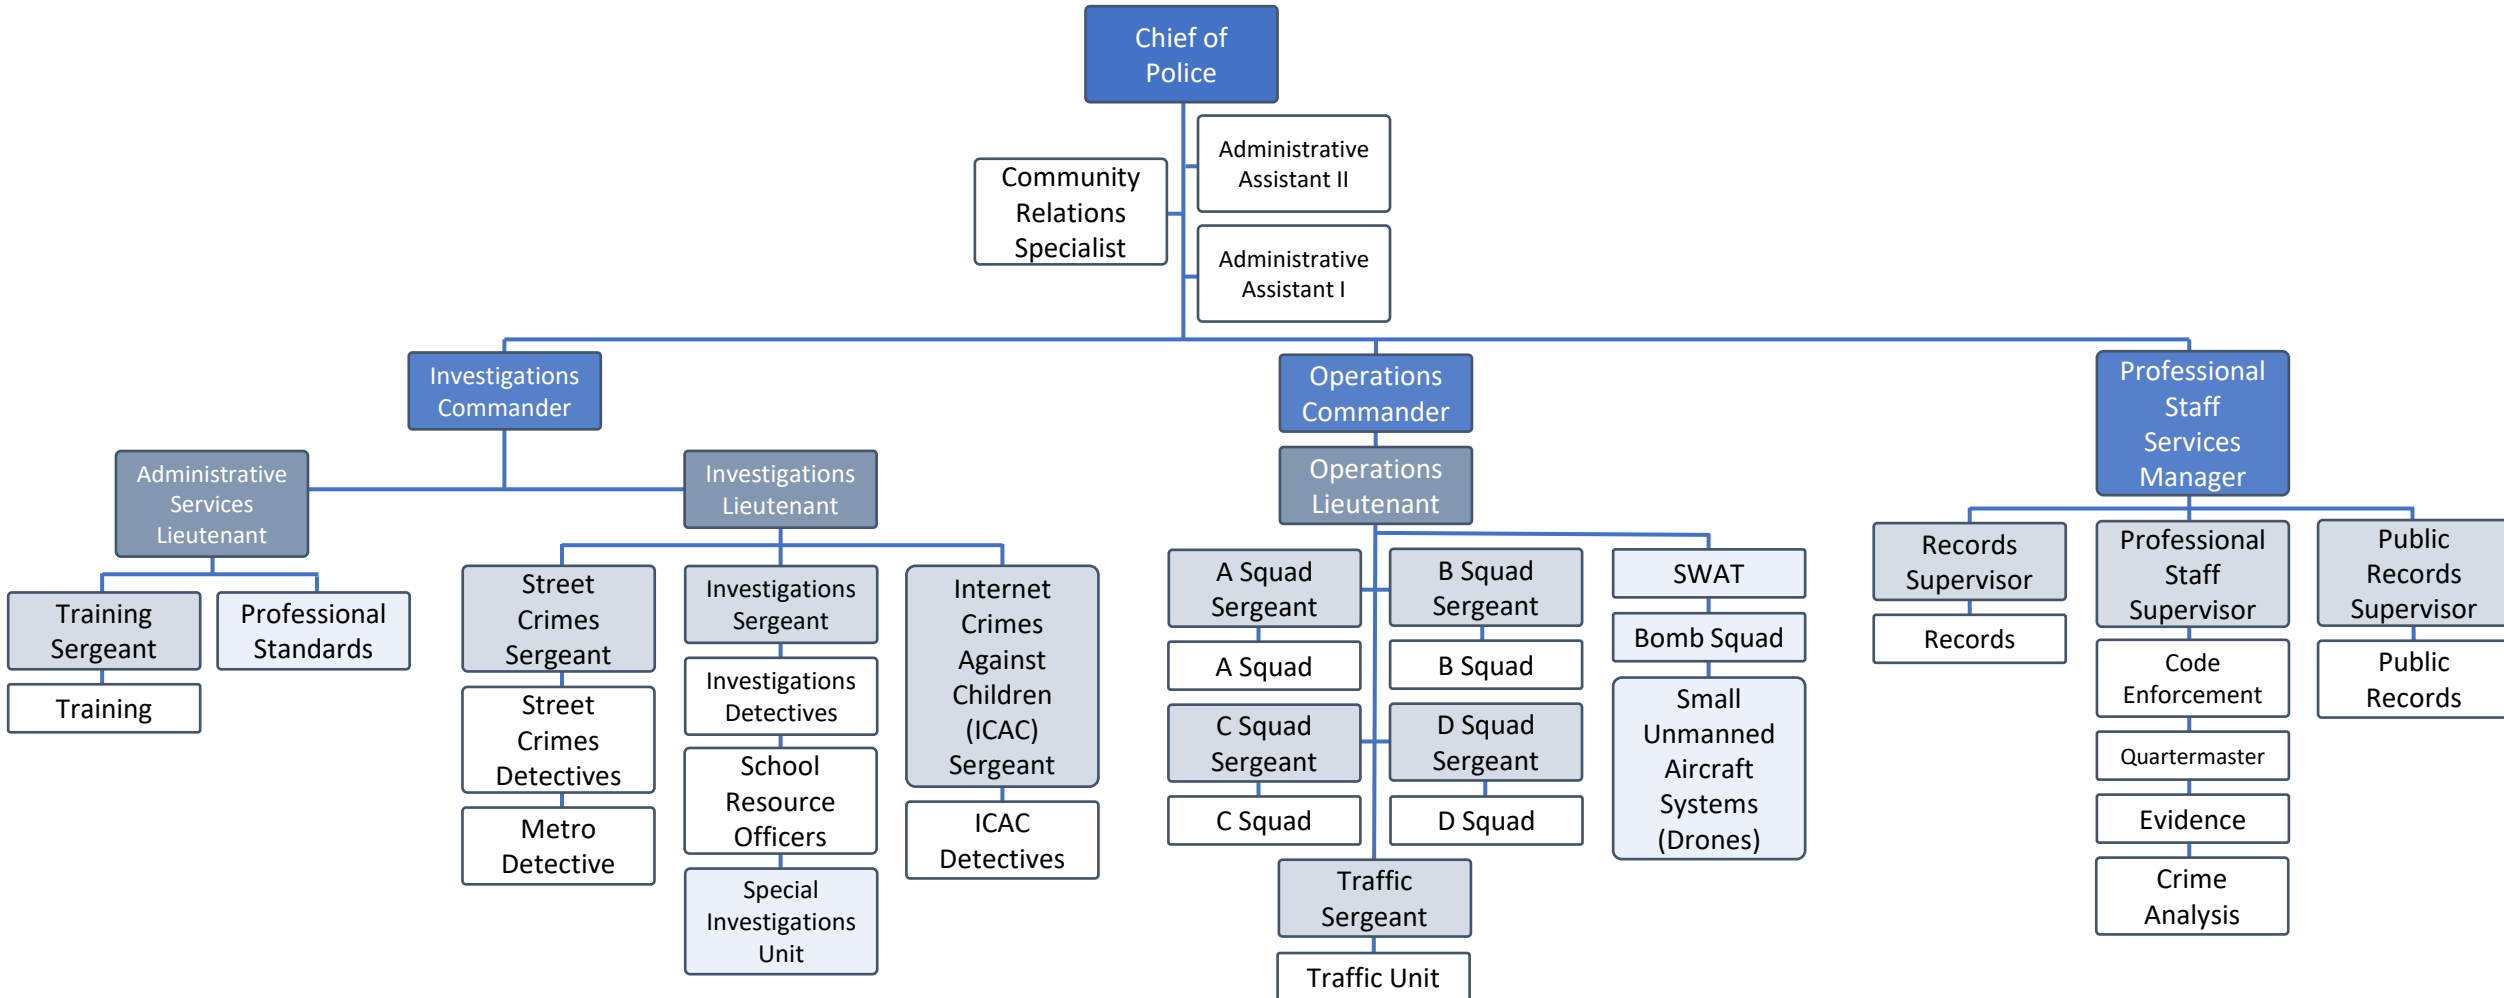 Chief of
Police
Administrative
Assistant II
Community
Relations
Specialist
Administrative
Assistant I
Investigations
Commander
Operations
Commander
Professional
Staff
Services
Manager
Administrative
Services
Lieutenant
Investigations
Lieutenant
Operations
Lieutenant
Training
Sergeant
Training
Professional
Standards
Street
Crimes
Sergeant
Street
Crimes
Detectives
Metro
Detective
Investigations
Sergeant
Investigations
Detectives
School
Resource
Officers
Special
Investigations
Unit
Internet
Crimes
Against
Children
(ICAC)
Sergeant
ICAC
Detectives
A Squad
Sergeant
A Squad
B Squad
Sergeant
B Squad
C Squad
Sergeant
C Squad
D Squad
Sergeant
D Squad
Traffic
Sergeant
Traffic Unit
SWAT
Bomb Squad
Small
Unmanned
Aircraft
Systems
(Drones)
Records
Supervisor
Records
Professional
Staff
Supervisor
Code
Enforcement
Quartermaster
Evidence
Crime
Analysis
Public
Records
Supervisor
Public
Records